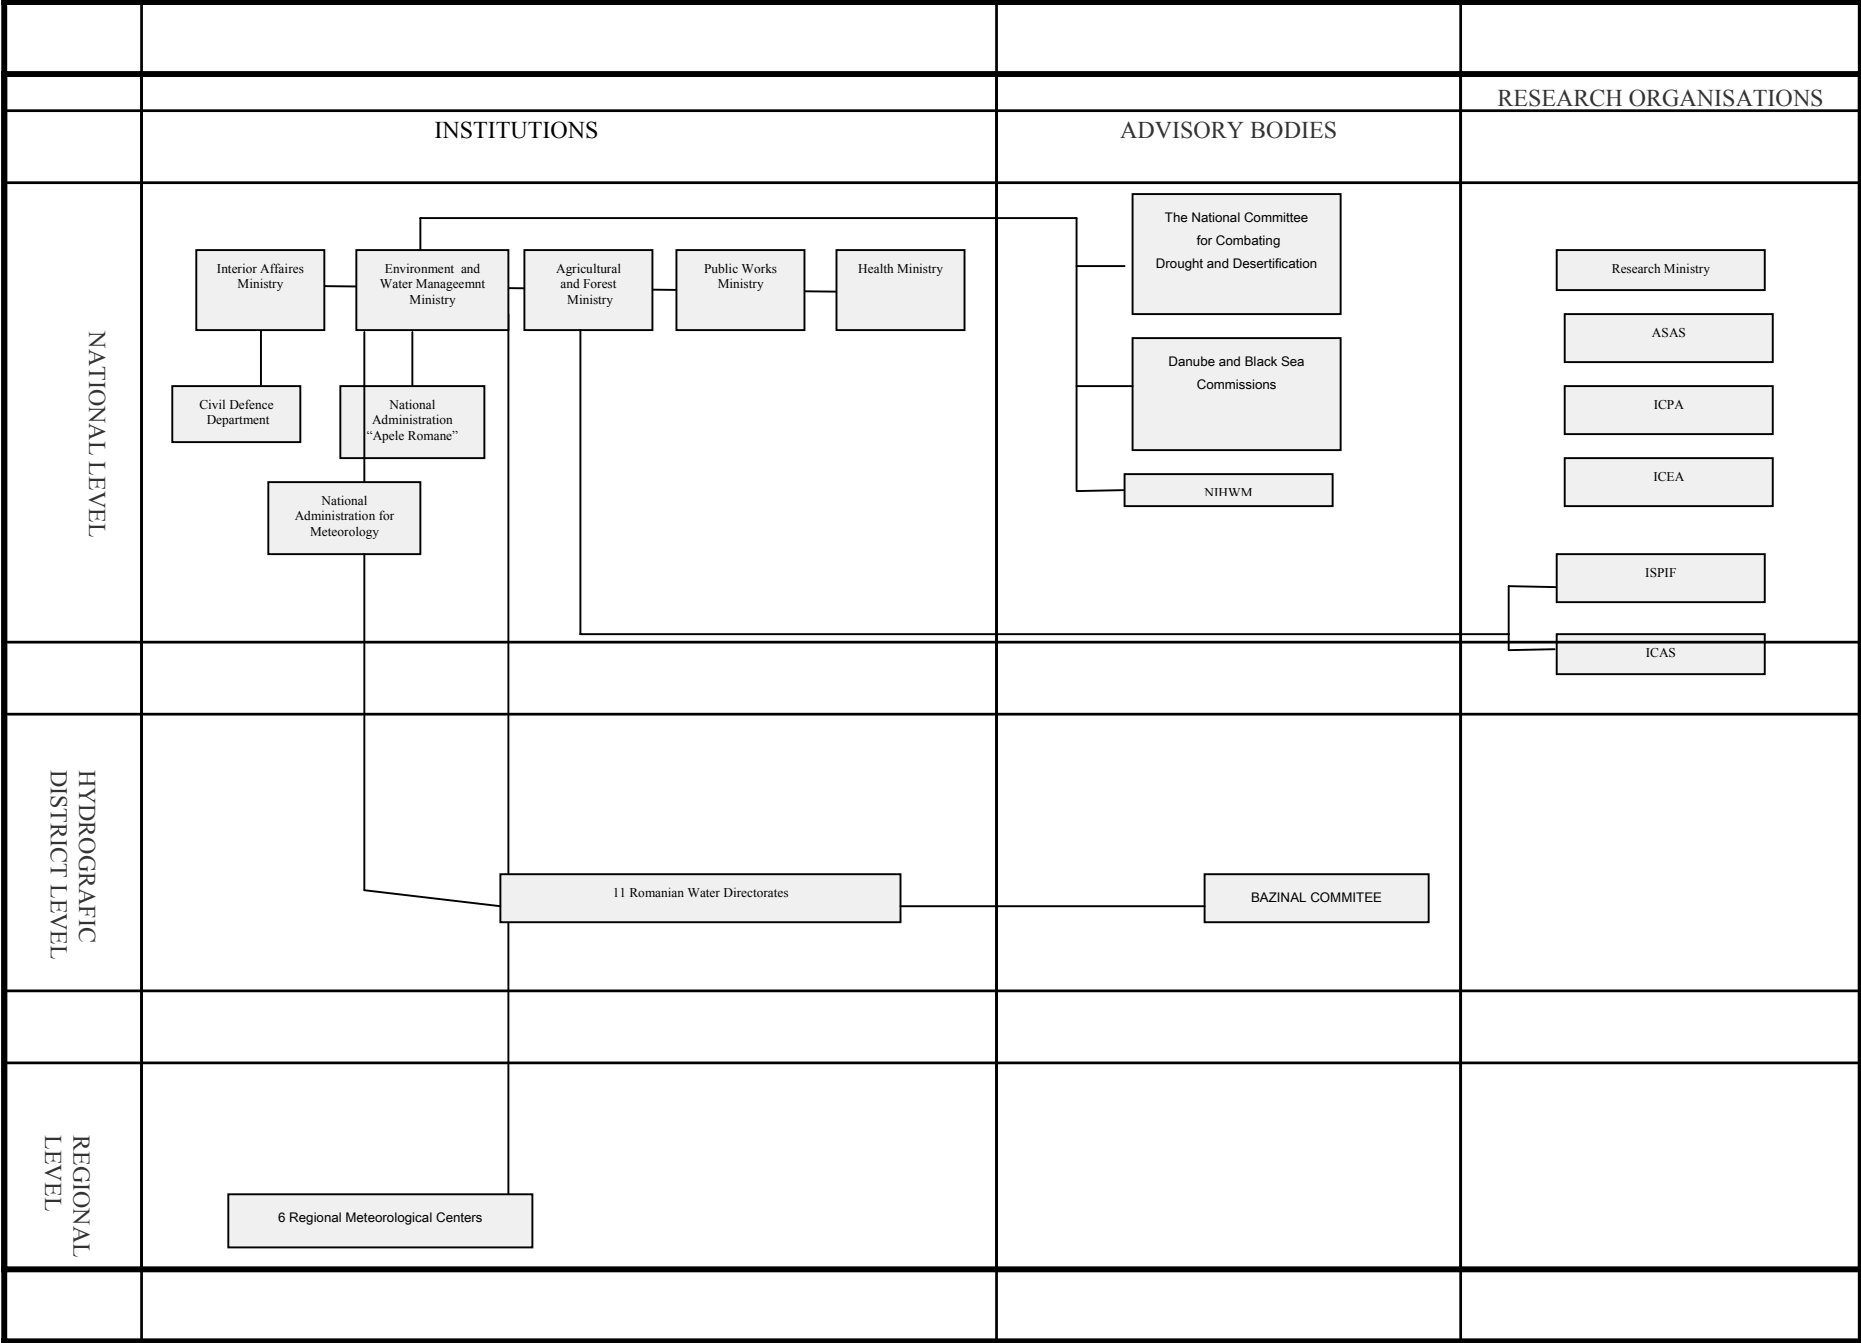 RESEARCH ORGANISATIONS
INSTITUTIONS
ADVISORY BODIES
NATIONAL LEVEL
Interior Affaires
Ministry
Environment and
Water Manageemnt
Ministry
Agricultural
and Forest
Ministry
Public Works
Ministry
Health Ministry
Civil Defence
Department
National
Administration
“Apele Romane”
National
Administration for
Meteorology
The National Committee
for Combating
Drought and Desertification
Danube and Black Sea
Commissions
NIHWM
Research Ministry
ASAS
ICPA
ICEA
ISPIF
ICAS
HYDROGRAFIC
DISTRICT LEVEL
11 Romanian Water Directorates
BAZINAL COMMITEE
REGIONAL
LEVEL
6 Regional Meteorological Centers